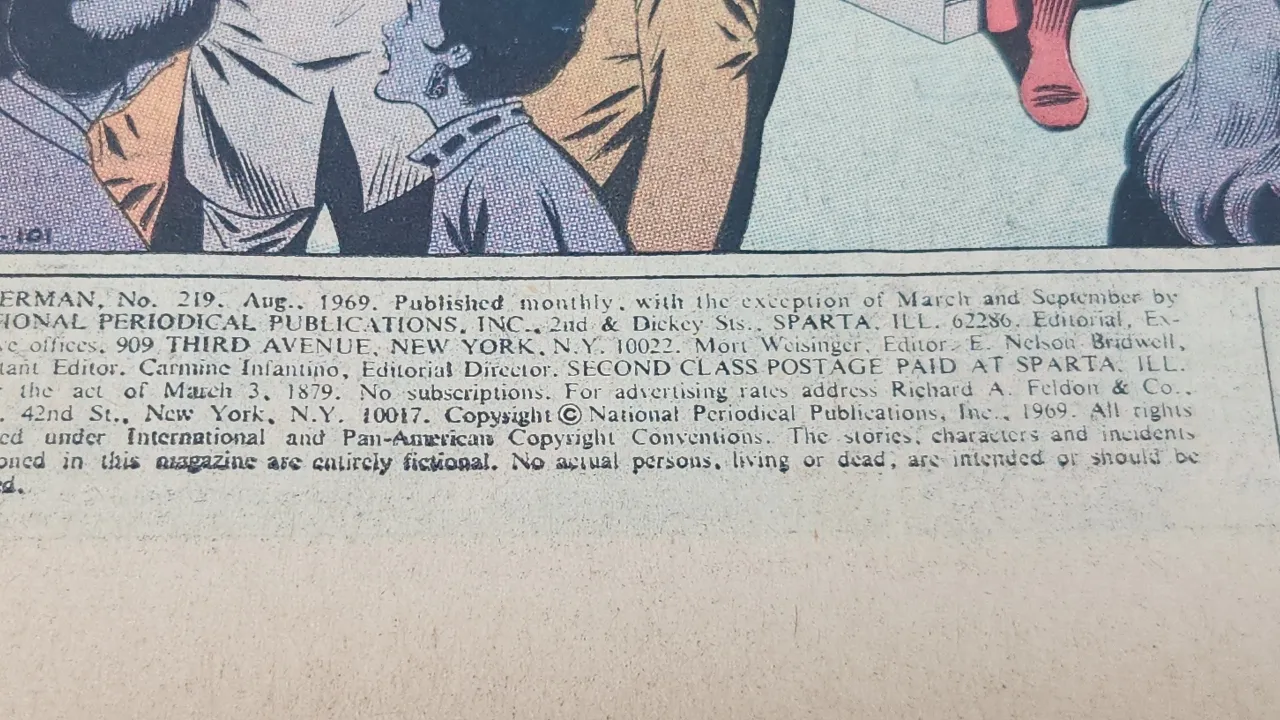 - 101
ERMAN, No. 219. Aug., 1969. Published monthly, with the exception of March and September by
IONAL PERIODICAL PUBLICATIONS, INC., 2nd & Dickey Sts., SPARTA, ILL. 62286. Editorial, Ex-
ve offices, 909 THIRD AVENUE, NEW YORK, N.Y. 10022. Mort Weisinger, Editor. E. Nelson Bridwell,
tant Editor. Carmine Infantino, Editorial Director. SECOND CLASS POSTAGE PAID AT SPARTA, ILL.
r the act of March 3, 1879. No subscriptions. For advertising rates address Richard A. Feldon & Co.,
. 42nd St., New York, N.Y. 10017. Copyright © National Periodical Publications, Inc., 1969. All rights
ed under International and Pan-American Copyright Conventions. The stories, characters and incidents
oned in this magazine are entirely fictional. No actual persons, living or dead, are intended or should be
ed.